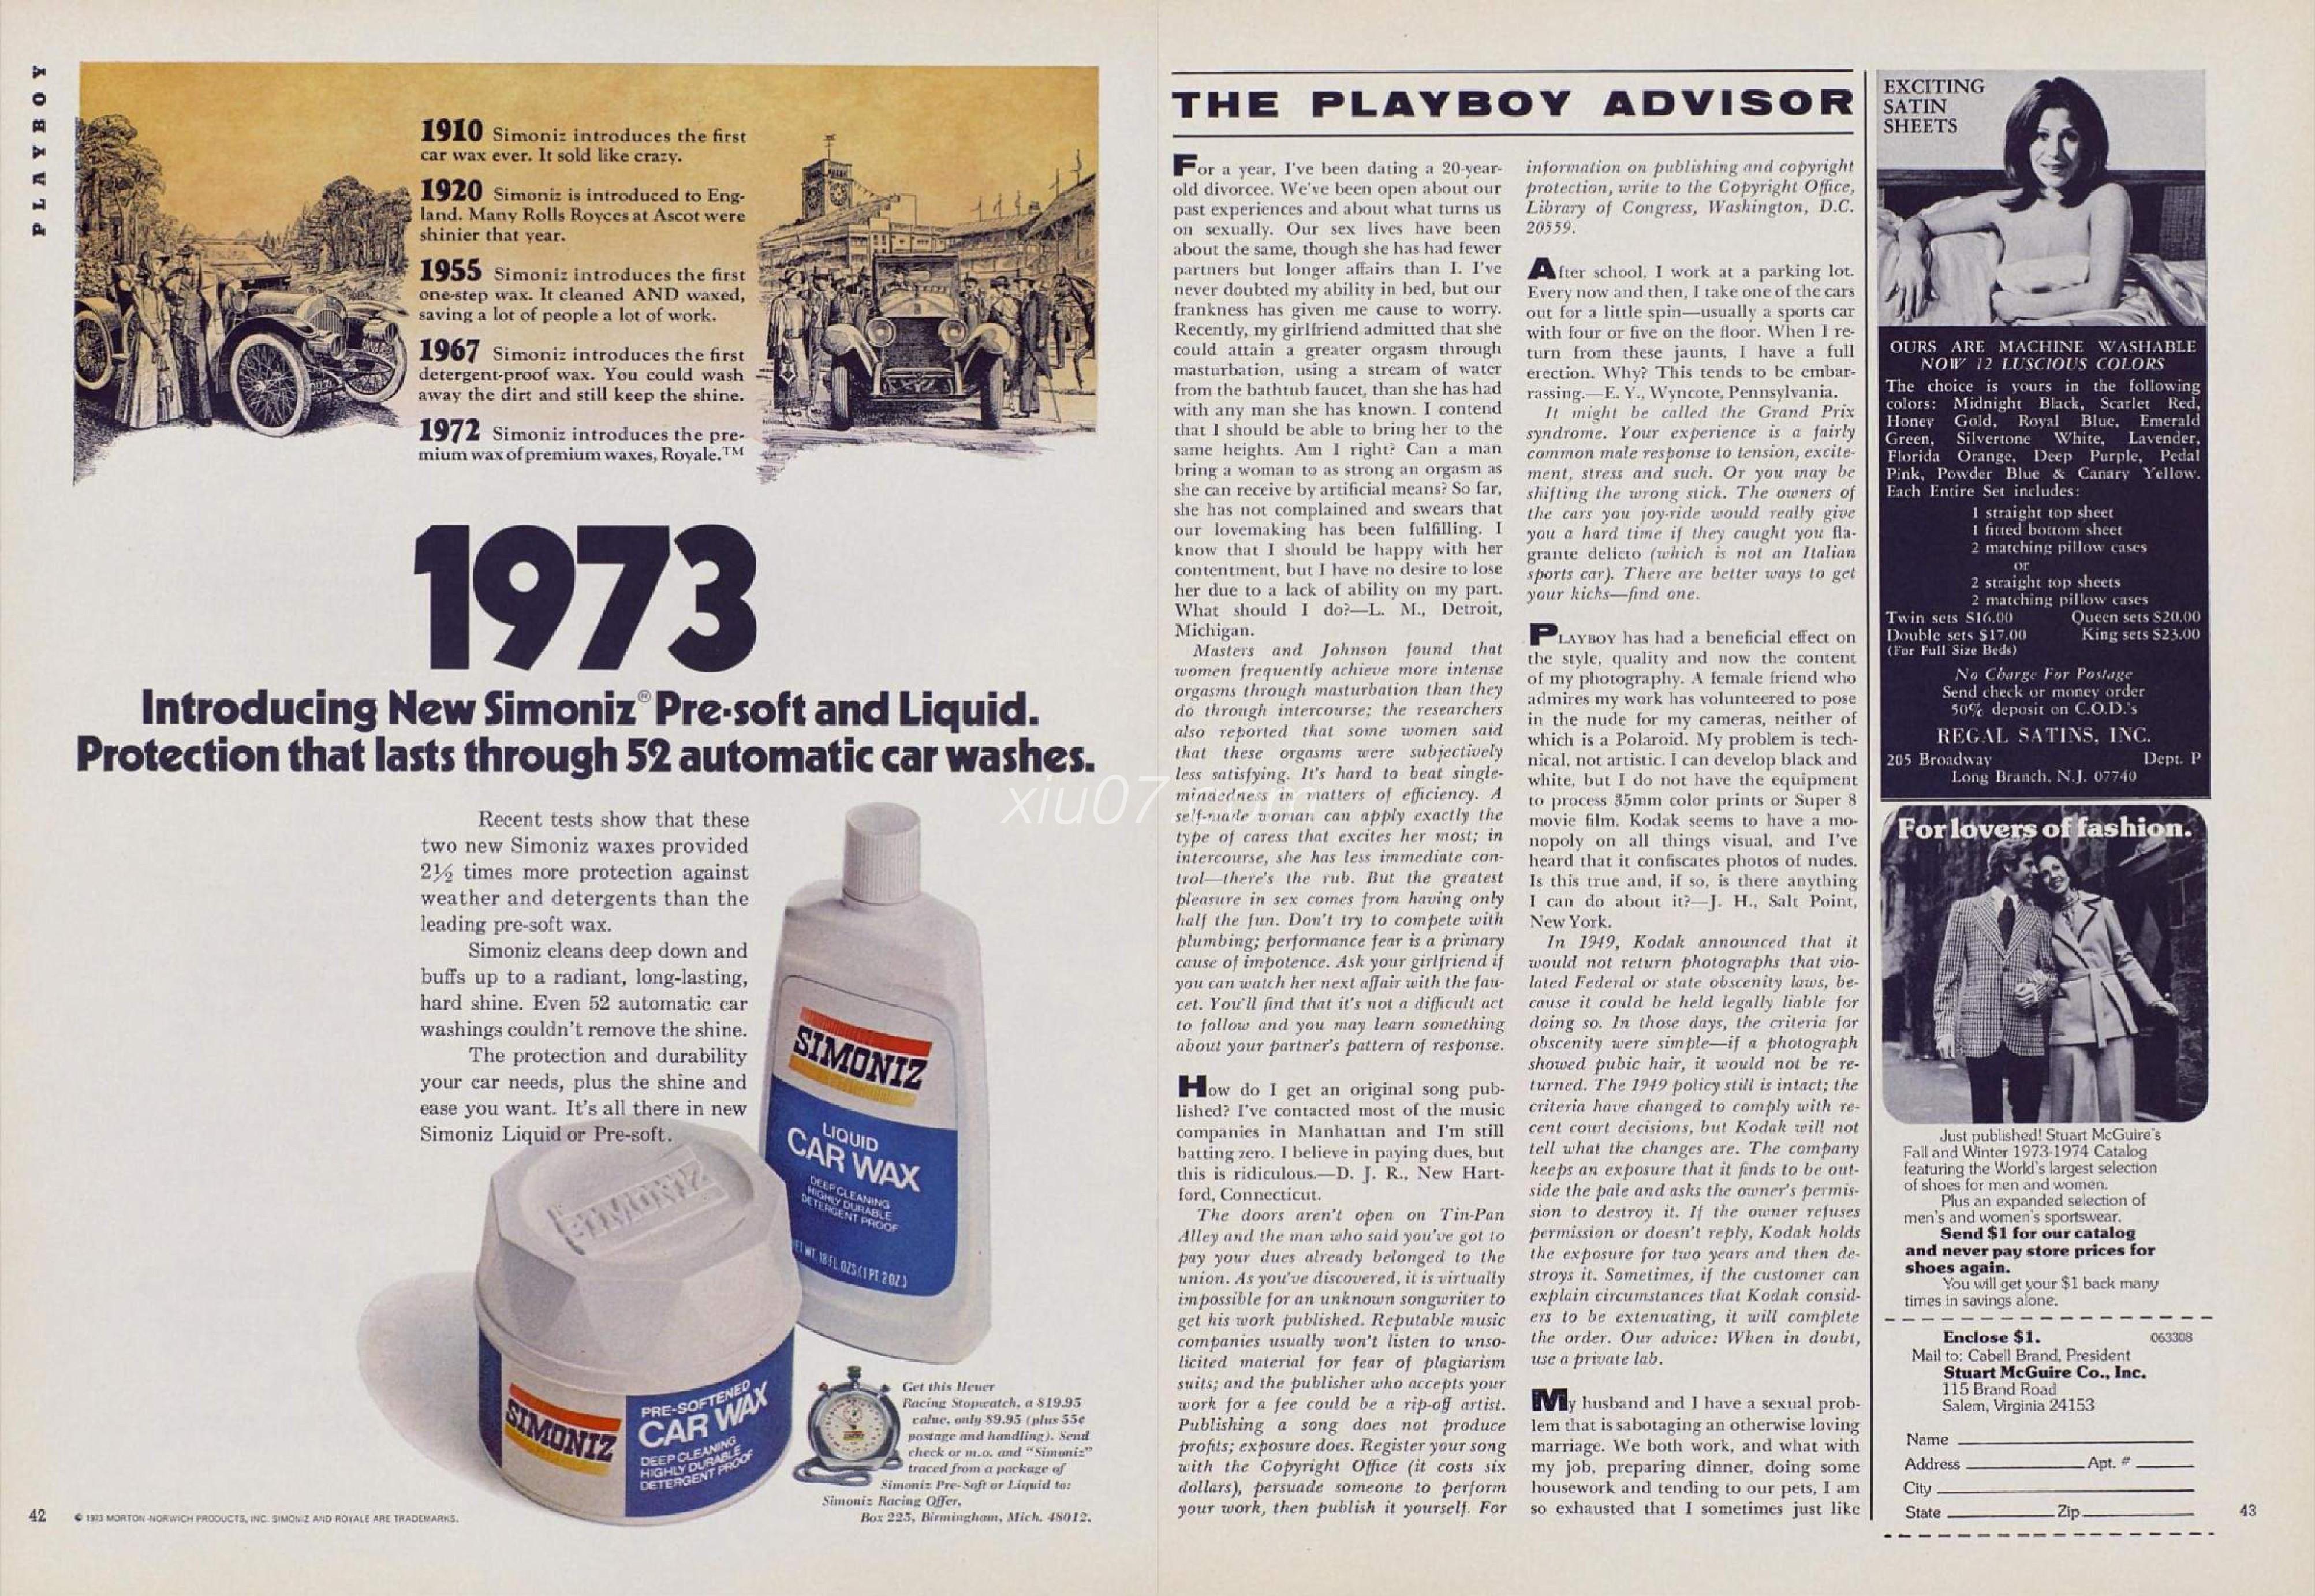 PLAYBOY
1910 Simoniz introduces the first
car wax ever. It sold like crazy.
1920 Simoniz is introduced to Eng-
land. Many Rolls Royces at Ascot were
shinier that year.
1955 Simoniz introduces the first
one-step wax. It cleaned AND waxed,
saving a lot of people a lot of work.
1967 Simoniz introduces the first
detergent-proof wax. You could wash
away the dirt and still keep the shine.
1972 Simoniz introduces the pre-
mium wax of premium waxes, Royale.™
1973
Introducing New Simoniz® Pre-soft and Liquid.
Protection that lasts through 52 automatic car washes.
Recent tests show that these
two new Simoniz waxes provided
2½ times more protection against
weather and detergents than the
leading pre-soft wax.
Simoniz cleans deep down and
buffs up to a radiant, long-lasting,
hard shine. Even 52 automatic car
washings couldn't remove the shine.
The protection and durability
your car needs, plus the shine and
ease you want. It's all there in new
Simoniz Liquid or Pre-soft.
SIMONIZ
LIQUID
CAR WAX
DEEP CLEANING
HIGHLY DURABLE
DETERGENT PROOF
NET WT. 18 FL. OZS (1 PT. 2 OZ.)
SIMONIZ
SIMONIZ
PRE-SOFTENED
CAR WAX
DEEP CLEANING
HIGHLY DURABLE
DETERGENT PROOF
Get this Heuer
Racing Stopwatch, a $19.95
value, only $9.95 (plus 55¢
postage and handling). Send
check or m.o. and "Simoniz"
traced from a package of
Simoniz Pre-Soft or Liquid to:
Simoniz Racing Offer,
Box 225, Birmingham, Mich. 48012.
42
© 1973 MORTON-NORWICH PRODUCTS, INC. SIMONIZ AND ROYALE ARE TRADEMARKS.
xiu07.com
THE PLAYBOY ADVISOR
For a year, I've been dating a 20-year-
old divorcee. We've been open about our
past experiences and about what turns us
on sexually. Our sex lives have been
about the same, though she has had fewer
partners but longer affairs than I. I've
never doubted my ability in bed, but our
frankness has given me cause to worry.
Recently, my girlfriend admitted that she
could attain a greater orgasm through
masturbation, using a stream of water
from the bathtub faucet, than she has had
with any man she has known. I contend
that I should be able to bring her to the
same heights. Am I right? Can a man
bring a woman to as strong an orgasm as
she can receive by artificial means? So far,
she has not complained and swears that
our lovemaking has been fulfilling. I
know that I should be happy with her
contentment, but I have no desire to lose
her due to a lack of ability on my part.
What should I do?—L. M., Detroit,
Michigan.
Masters and Johnson found that
women frequently achieve more intense
orgasms through masturbation than they
do through intercourse; the researchers
also reported that some women said
that these orgasms were subjectively
less satisfying. It's hard to beat single-
mindedness in matters of efficiency. A
self-made woman can apply exactly the
type of caress that excites her most; in
intercourse, she has less immediate con-
trol—there's the rub. But the greatest
pleasure in sex comes from having only
half the fun. Don't try to compete with
plumbing; performance fear is a primary
cause of impotence. Ask your girlfriend if
you can watch her next affair with the fau-
cet. You'll find that it's not a difficult act
to follow and you may learn something
about your partner's pattern of response.
How do I get an original song pub-
lished? I've contacted most of the music
companies in Manhattan and I'm still
batting zero. I believe in paying dues, but
this is ridiculous.—D. J. R., New Hart-
ford, Connecticut.
The doors aren't open on Tin-Pan
Alley and the man who said you've got to
pay your dues already belonged to the
union. As you've discovered, it is virtually
impossible for an unknown songwriter to
get his work published. Reputable music
companies usually won't listen to unso-
licited material for fear of plagiarism
suits; and the publisher who accepts your
work for a fee could be a rip-off artist.
Publishing a song does not produce
profits; exposure does. Register your song
with the Copyright Office (it costs six
dollars), persuade someone to perform
your work, then publish it yourself. For
information on publishing and copyright
protection, write to the Copyright Office,
Library of Congress, Washington, D.C.
20559.
After school, I work at a parking lot.
Every now and then, I take one of the cars
out for a little spin—usually a sports car
with four or five on the floor. When I re-
turn from these jaunts, I have a full
erection. Why? This tends to be embar-
rassing.—E. Y., Wyncote, Pennsylvania.
It might be called the Grand Prix
syndrome. Your experience is a fairly
common male response to tension, excite-
ment, stress and such. Or you may be
shifting the wrong stick. The owners of
the cars you joy-ride would really give
you a hard time if they caught you fla-
grante delicto (which is not an Italian
sports car). There are better ways to get
your kicks—find one.
PLAYBOY has had a beneficial effect on
the style, quality and now the content
of my photography. A female friend who
admires my work has volunteered to pose
in the nude for my cameras, neither of
which is a Polaroid. My problem is tech-
nical, not artistic. I can develop black and
white, but I do not have the equipment
to process 35mm color prints or Super 8
movie film. Kodak seems to have a mo-
nopoly on all things visual, and I've
heard that it confiscates photos of nudes.
Is this true and, if so, is there anything
I can do about it?—J. H., Salt Point,
New York.
In 1949, Kodak announced that it
would not return photographs that vio-
lated Federal or state obscenity laws, be-
cause it could be held legally liable for
doing so. In those days, the criteria for
obscenity were simple—if a photograph
showed pubic hair, it would not be re-
turned. The 1949 policy still is intact; the
criteria have changed to comply with re-
cent court decisions, but Kodak will not
tell what the changes are. The company
keeps an exposure that it finds to be out-
side the pale and asks the owner's permis-
sion to destroy it. If the owner refuses
permission or doesn't reply, Kodak holds
the exposure for two years and then de-
stroys it. Sometimes, if the customer can
explain circumstances that Kodak consid-
ers to be extenuating, it will complete
the order. Our advice: When in doubt,
use a private lab.
My husband and I have a sexual prob-
lem that is sabotaging an otherwise loving
marriage. We both work, and what with
my job, preparing dinner, doing some
housework and tending to our pets, I am
so exhausted that I sometimes just like
EXCITING
SATIN
SHEETS
OURS ARE MACHINE WASHABLE
NOW 12 LUSCIOUS COLORS
The choice is yours in the following
colors: Midnight Black, Scarlet Red,
Honey Gold, Royal Blue, Emerald
Green, Silvertone White, Lavender,
Florida Orange, Deep Purple, Pedal
Pink, Powder Blue & Canary Yellow.
Each Entire Set includes:
1 straight top sheet
1 fitted bottom sheet
2 matching pillow cases
or
2 straight top sheets
2 matching pillow cases
Twin sets $16.00 Queen sets $20.00
Double sets $17.00 King sets $23.00
(For Full Size Beds)
No Charge For Postage
Send check or money order
50% deposit on C.O.D.'s
REGAL SATINS, INC.
205 Broadway Dept. P
Long Branch, N.J. 07740
For lovers of fashion.
Just published! Stuart McGuire's
Fall and Winter 1973-1974 Catalog
featuring the World's largest selection
of shoes for men and women.
Plus an expanded selection of
men's and women's sportswear.
Send $1 for our catalog
and never pay store prices for
shoes again.
You will get your $1 back many
times in savings alone.
Enclose $1. 063308
Mail to: Cabell Brand, President
Stuart McGuire Co., Inc.
115 Brand Road
Salem, Virginia 24153
Name
Address Apt. #
City
State Zip
43